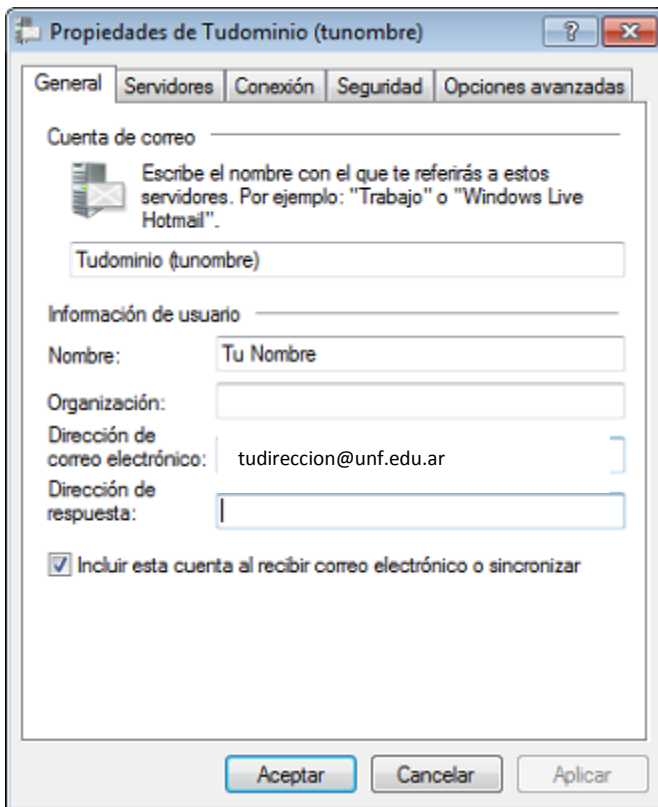 Propiedades de Tudominio (tunombre)
General Servidores Conexión Seguridad Opciones avanzadas
Cuenta de correo
Escribe el nombre con el que te referirás a estos
servidores. Por ejemplo: "Trabajo" o "Windows Live
Hotmail".
Tudominio (tunombre)
Información de usuario
Nombre: Tu Nombre
Organización:
Dirección de
correo electrónico: tudireccion@unf.edu.ar
Dirección de
respuesta:
Incluir esta cuenta al recibir correo electrónico o sincronizar
Aceptar Cancelar Aplicar